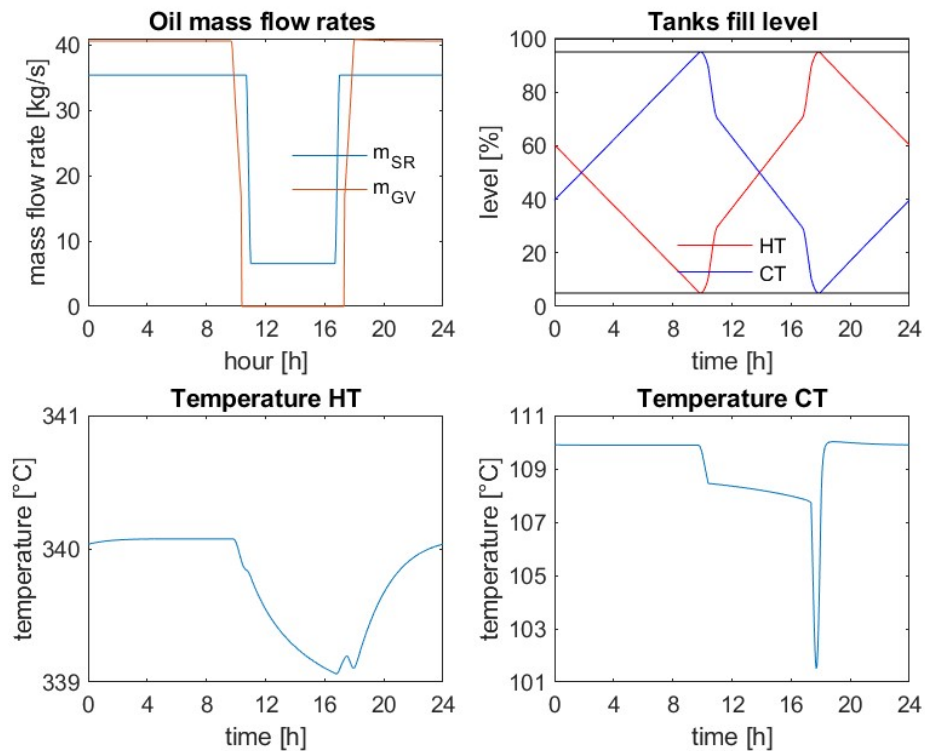 Oil mass flow rates
mass flow rate [kg/s]
40
30
20
10
0
m_SR
m_GV
0 4 8 12 16 20 24
hour [h]
Tanks fill level
level [%]
100
80
60
40
20
0
HT
CT
0 4 8 12 16 20 24
time [h]
Temperature HT
temperature [°C]
341
340
339
0 4 8 12 16 20 24
time [h]
Temperature CT
temperature [°C]
111
109
107
105
103
101
0 4 8 12 16 20 24
time [h]